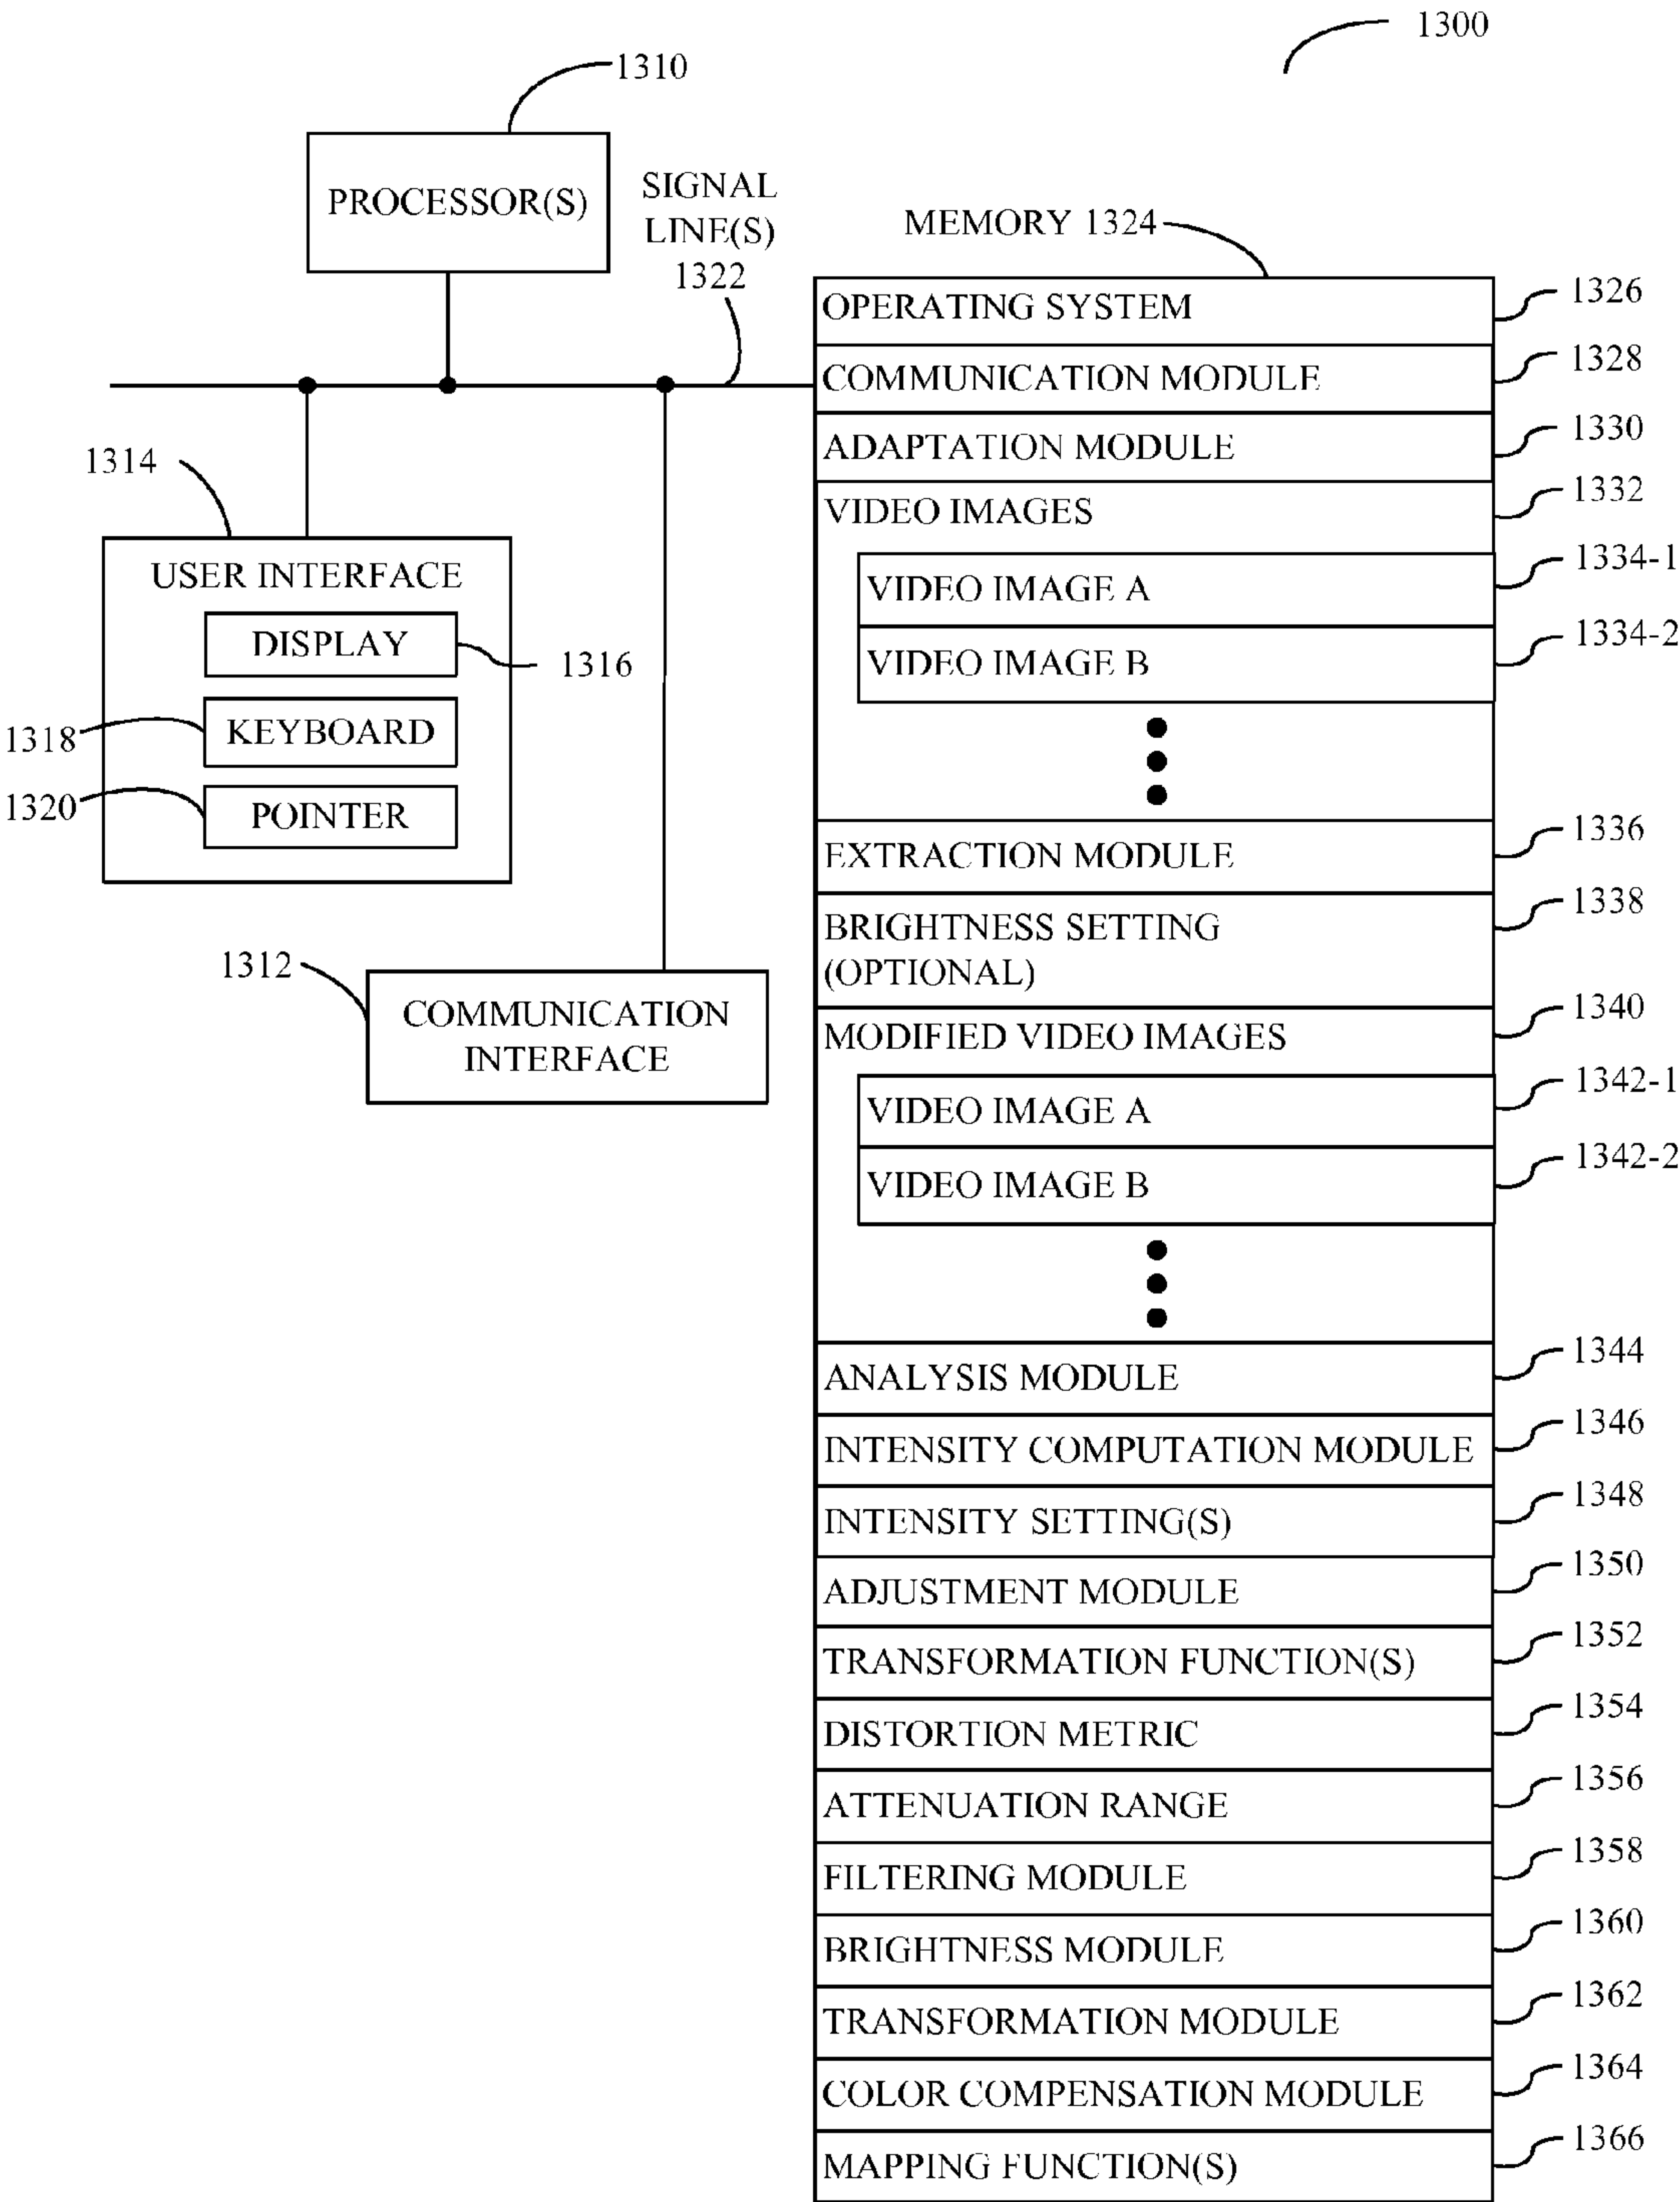 1300
1310
PROCESSOR(S)
SIGNAL
LINE(S)
1322
MEMORY 1324
1314
USER INTERFACE
DISPLAY
1316
KEYBOARD
1318
POINTER
1320
1312
COMMUNICATION
INTERFACE
OPERATING SYSTEM
1326
COMMUNICATION MODULE
1328
ADAPTATION MODULE
1330
VIDEO IMAGES
1332
VIDEO IMAGE A
1334-1
VIDEO IMAGE B
1334-2
EXTRACTION MODULE
1336
BRIGHTNESS SETTING
(OPTIONAL)
1338
MODIFIED VIDEO IMAGES
1340
VIDEO IMAGE A
1342-1
VIDEO IMAGE B
1342-2
ANALYSIS MODULE
1344
INTENSITY COMPUTATION MODULE
1346
INTENSITY SETTING(S)
1348
ADJUSTMENT MODULE
1350
TRANSFORMATION FUNCTION(S)
1352
DISTORTION METRIC
1354
ATTENUATION RANGE
1356
FILTERING MODULE
1358
BRIGHTNESS MODULE
1360
TRANSFORMATION MODULE
1362
COLOR COMPENSATION MODULE
1364
MAPPING FUNCTION(S)
1366